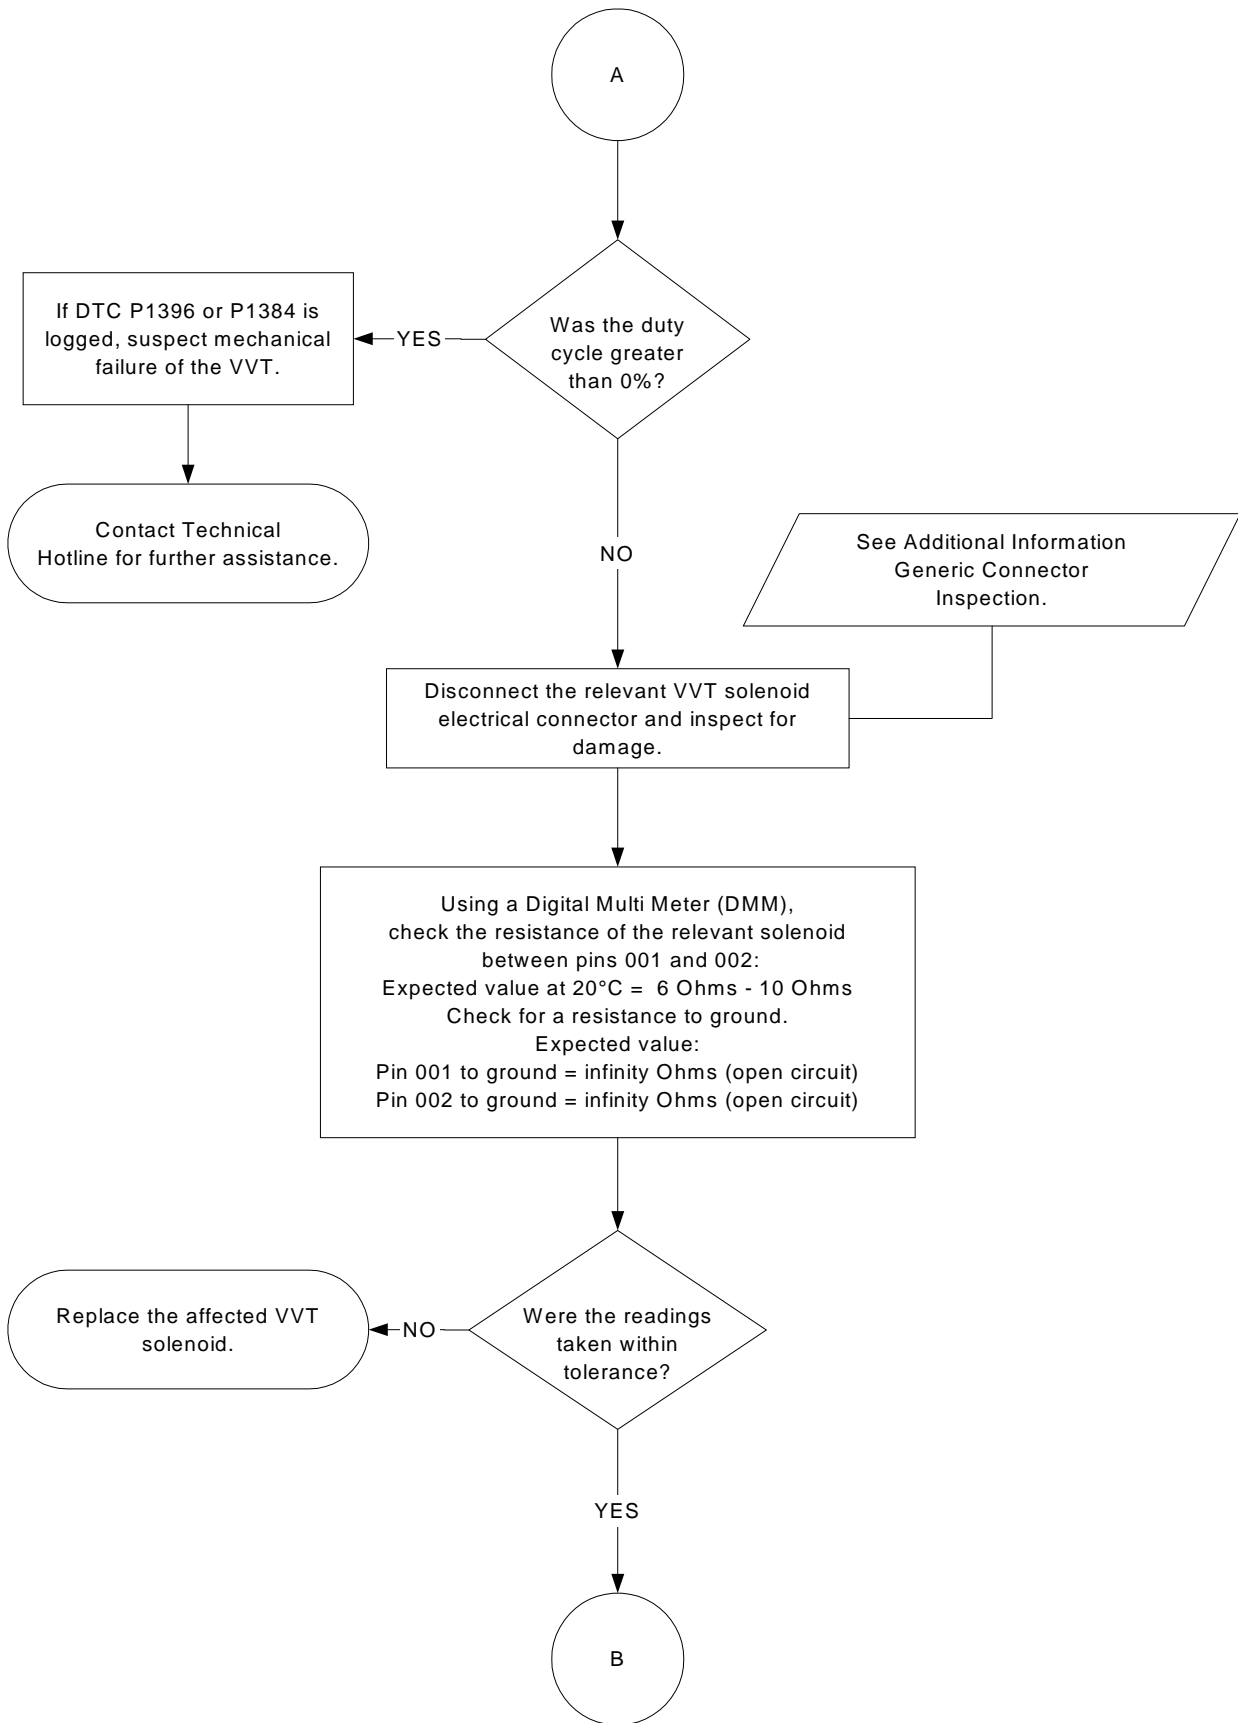 A
Was the duty
cycle greater
than 0%?
YES
If DTC P1396 or P1384 is
logged, suspect mechanical
failure of the VVT.
Contact Technical
Hotline for further assistance.
NO
See Additional Information
Generic Connector
Inspection.
Disconnect the relevant VVT solenoid
electrical connector and inspect for
damage.
Using a Digital Multi Meter (DMM),
check the resistance of the relevant solenoid
between pins 001 and 002:
Expected value at 20°C = 6 Ohms - 10 Ohms
Check for a resistance to ground.
Expected value:
Pin 001 to ground = infinity Ohms (open circuit)
Pin 002 to ground = infinity Ohms (open circuit)
Were the readings
taken within
tolerance?
NO
Replace the affected VVT
solenoid.
YES
B